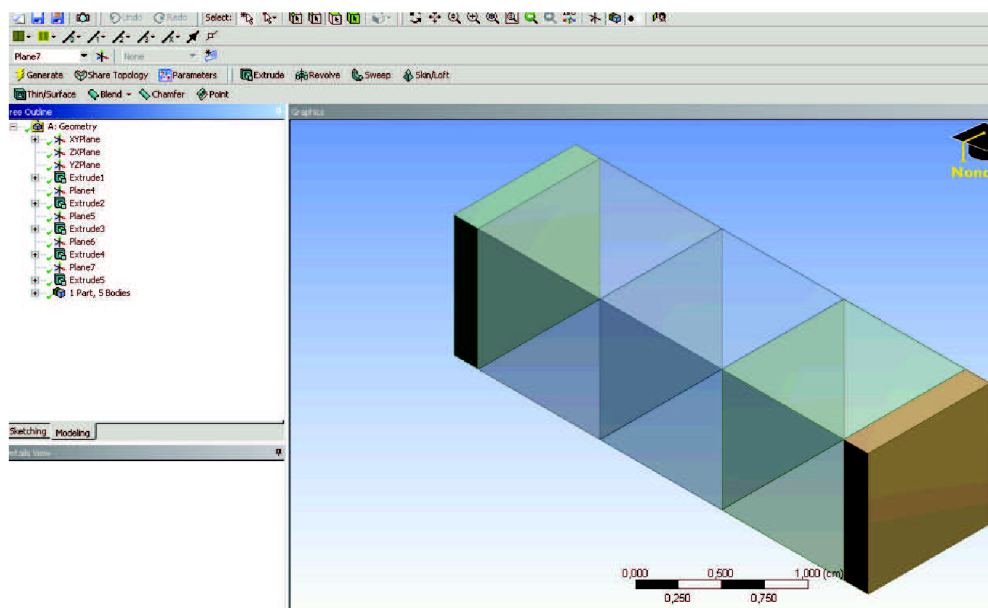 Undo Redo Select:
Plane7 None
Generate Share Topology Parameters Extrude Revolve Sweep Skin/Loft
Thin/Surface Blend Chamfer Point
ree Outline Graphics
A: Geometry
XYPlane
ZXPlane
YZPlane
Extrude1
Plane4
Extrude2
Plane5
Extrude3
Plane6
Extrude4
Plane7
Extrude5
1 Part, 5 Bodies
Sketching Modeling
etails View
Nonc
0,000 0,500 1,000 (cm)
0,250 0,750